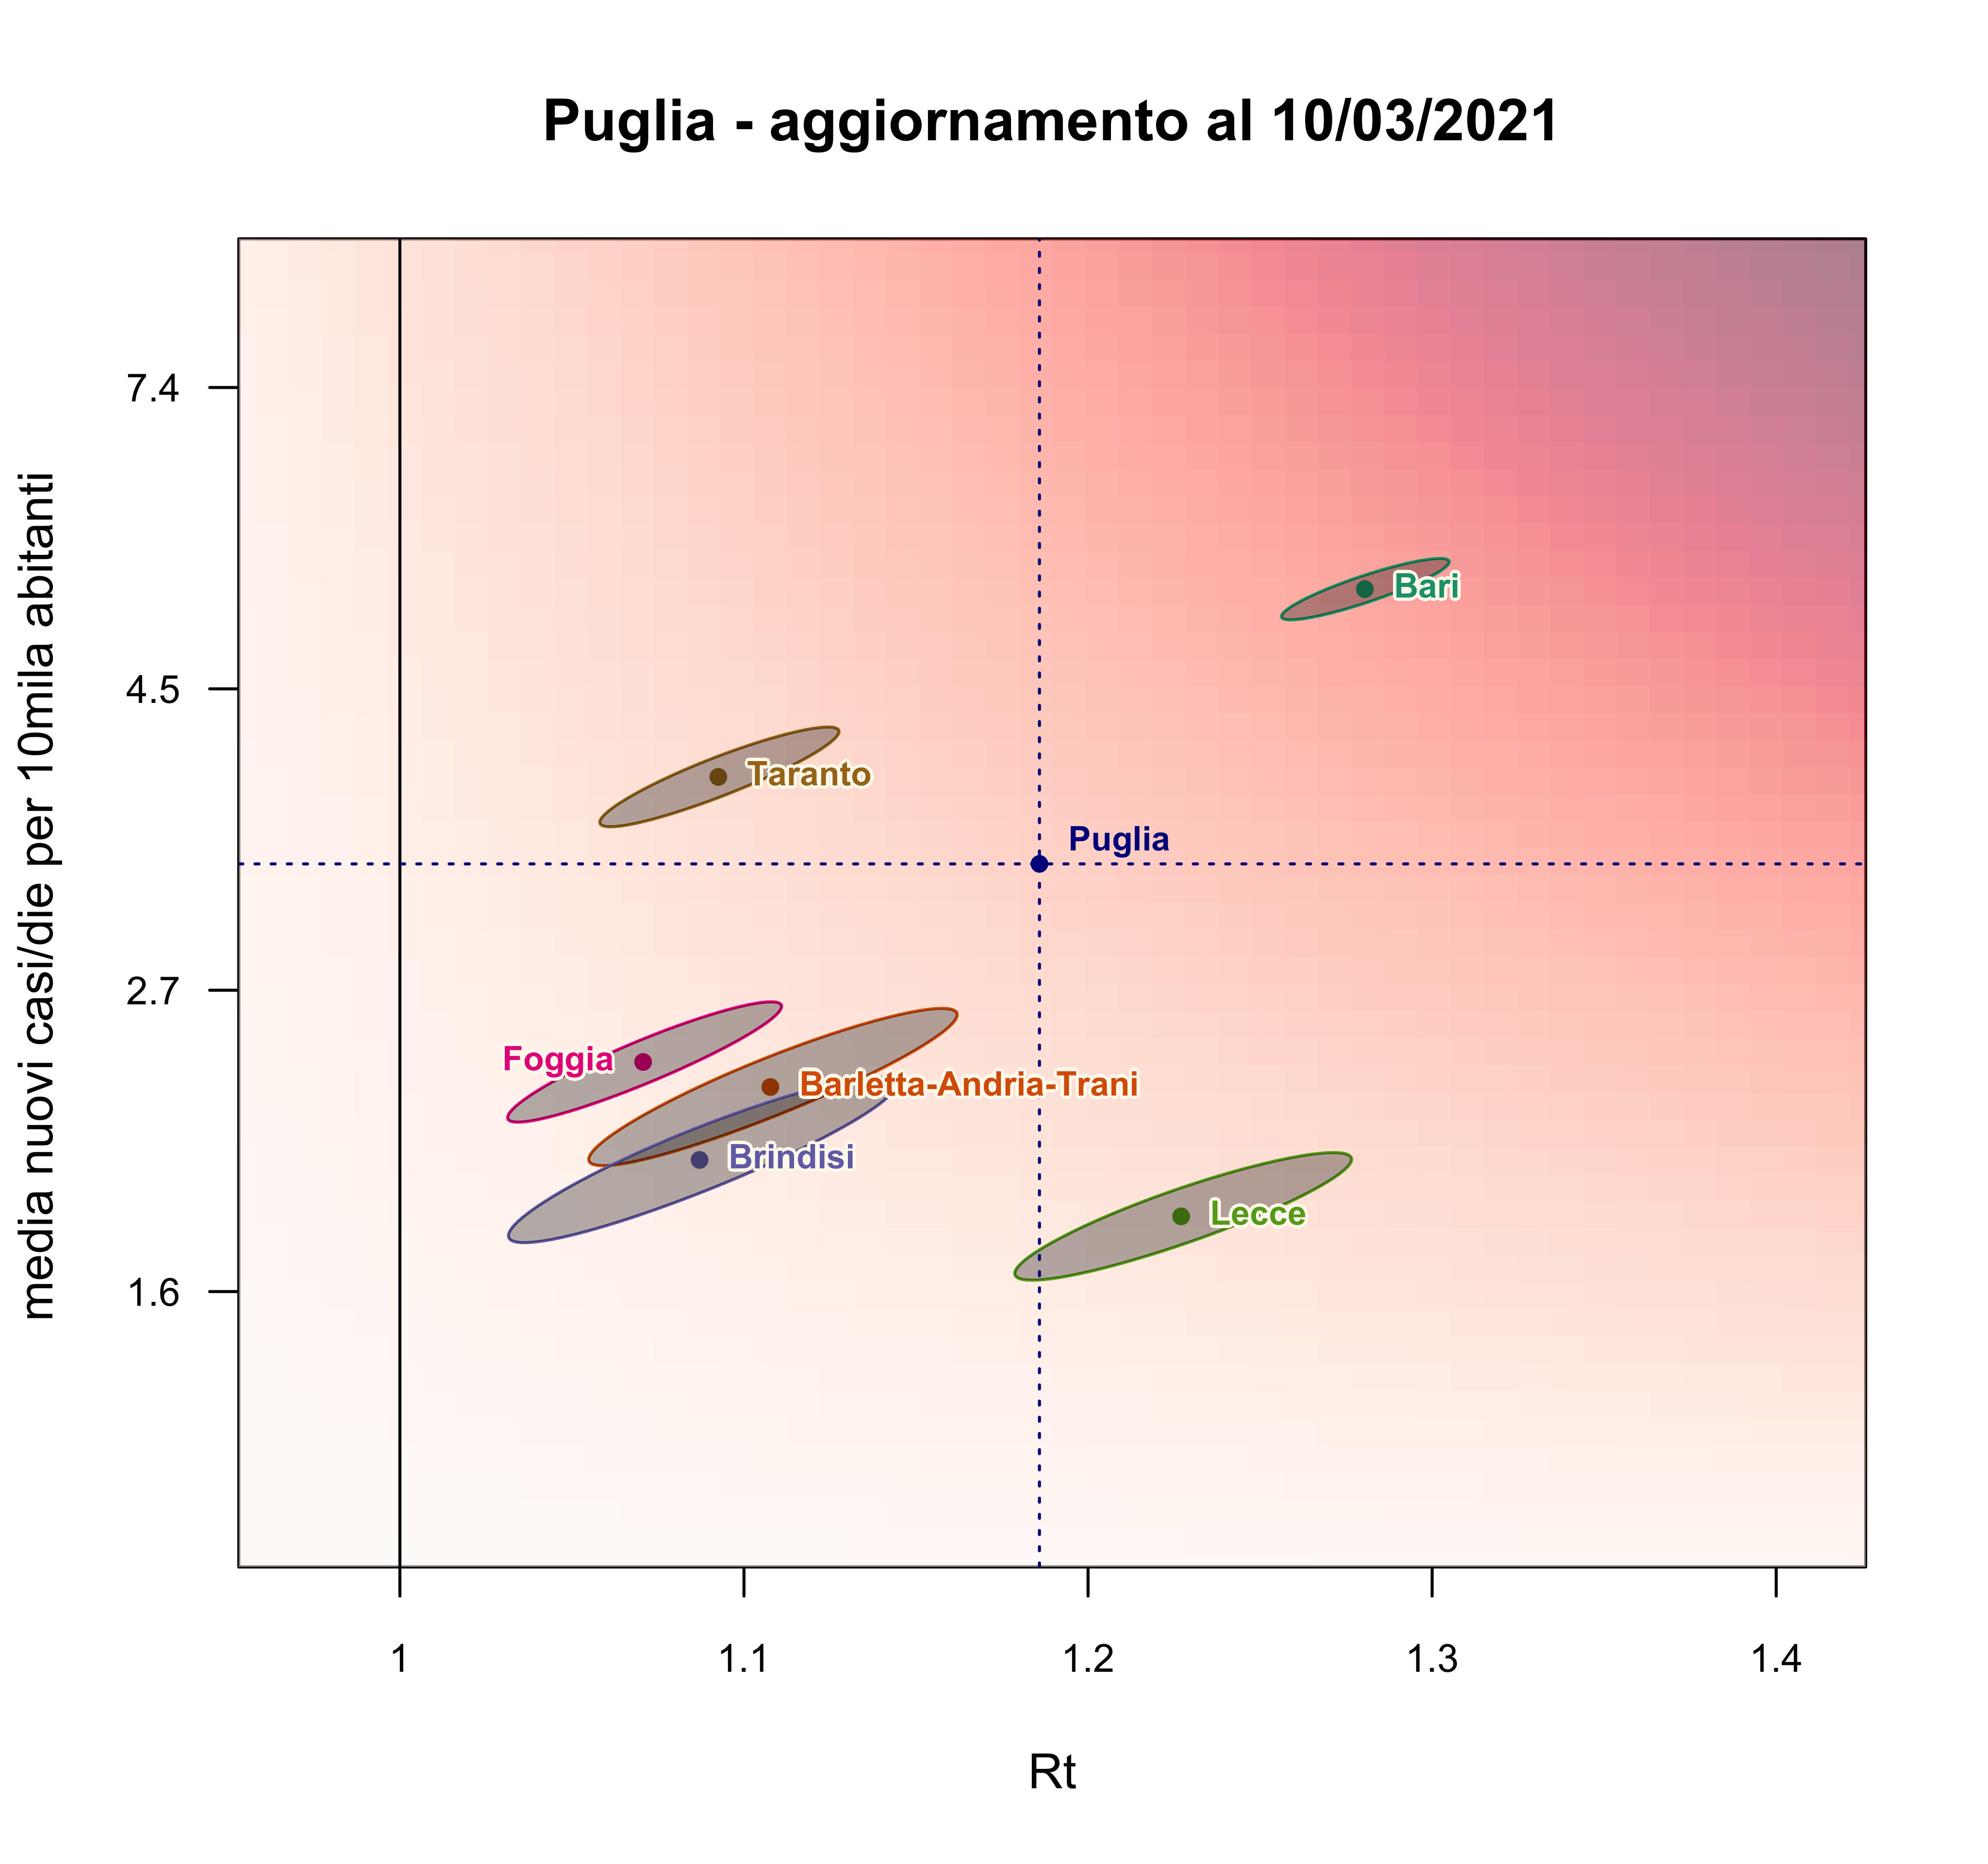 Puglia - aggiornamento al 10/03/2021
media nuovi casi/die per 10mila abitanti
7.4
4.5
2.7
1.6
Bari
Taranto
Puglia
Foggia
Barletta-Andria-Trani
Brindisi
Lecce
1
1.1
1.2
1.3
1.4
Rt